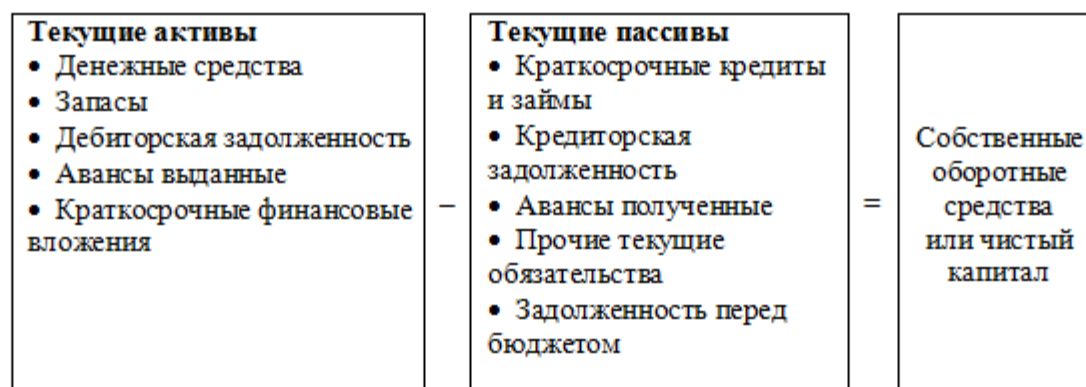 Текущие активы
• Денежные средства
• Запасы
• Дебиторская задолженность
• Авансы выданные
• Краткосрочные финансовые
вложения
–
Текущие пассивы
• Краткосрочные кредиты
и займы
• Кредиторская
задолженность
• Авансы полученные
• Прочие текущие
обязательства
• Задолженность перед
бюджетом
=
Собственные
оборотные
средства
или чистый
капитал